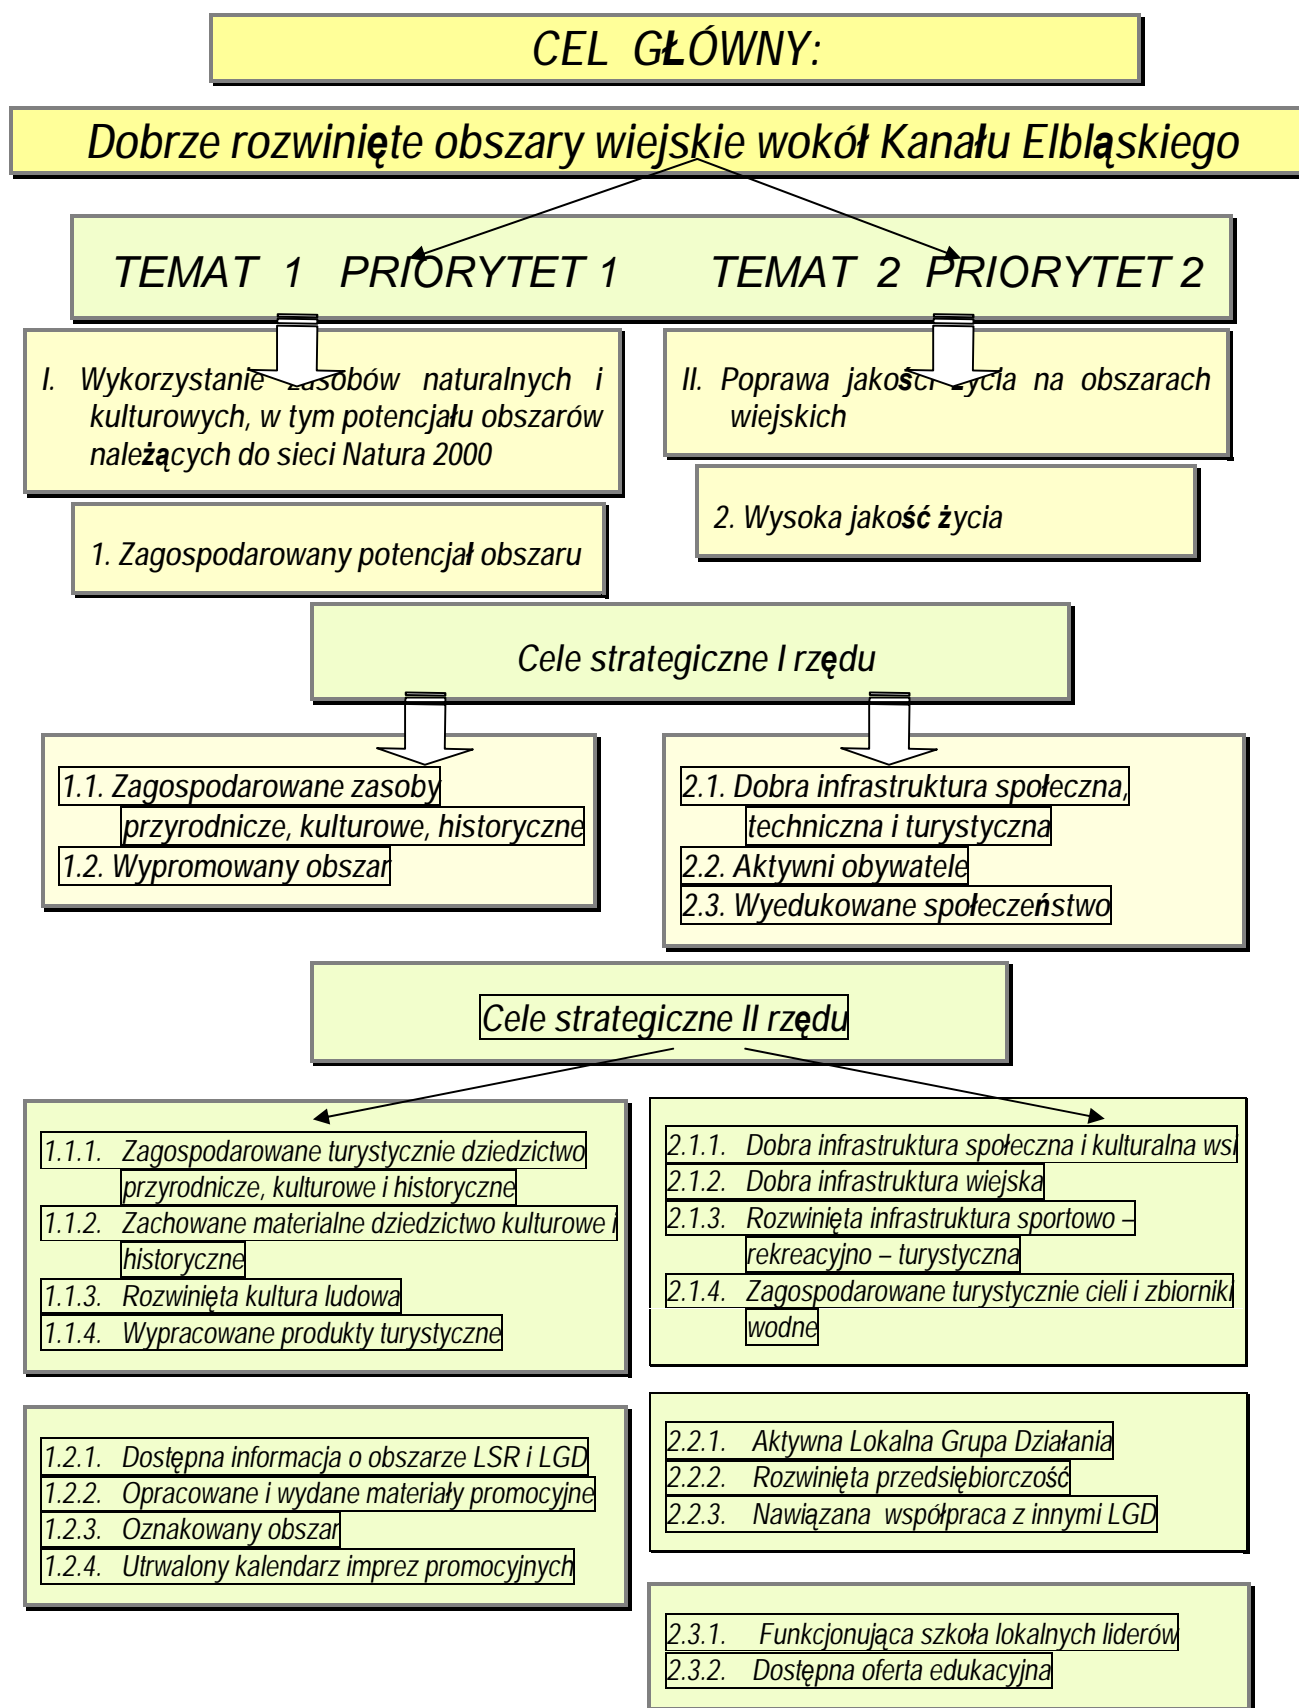 CEL GŁÓWNY:
Dobrze rozwinięte obszary wiejskie wokół Kanału Elbląskiego
TEMAT 1 PRIORYTET 1 TEMAT 2 PRIORYTET 2
I. Wykorzystanie zasobów naturalnych i
kulturowych, w tym potencjału obszarów
należących do sieci Natura 2000
II. Poprawa jakości życia na obszarach
wiejskich
1. Zagospodarowany potencjał obszaru
2. Wysoka jakość życia
Cele strategiczne I rzędu
1.1. Zagospodarowane zasoby
przyrodnicze, kulturowe, historyczne
1.2. Wypromowany obszar
2.1. Dobra infrastruktura społeczna,
techniczna i turystyczna
2.2. Aktywni obywatele
2.3. Wyedukowane społeczeństwo
Cele strategiczne II rzędu
1.1.1. Zagospodarowane turystycznie dziedzictwo
przyrodnicze, kulturowe i historyczne
1.1.2. Zachowane materialne dziedzictwo kulturowe i
historyczne
1.1.3. Rozwinięta kultura ludowa
1.1.4. Wypracowane produkty turystyczne
2.1.1. Dobra infrastruktura społeczna i kulturalna wsi
2.1.2. Dobra infrastruktura wiejska
2.1.3. Rozwinięta infrastruktura sportowo –
rekreacyjno – turystyczna
2.1.4. Zagospodarowane turystycznie cieli i zbiorniki
wodne
1.2.1. Dostępna informacja o obszarze LSR i LGD
1.2.2. Opracowane i wydane materiały promocyjne
1.2.3. Oznakowany obszar
1.2.4. Utrwalony kalendarz imprez promocyjnych
2.2.1. Aktywna Lokalna Grupa Działania
2.2.2. Rozwinięta przedsiębiorczość
2.2.3. Nawiązana współpraca z innymi LGD
2.3.1. Funkcjonująca szkoła lokalnych liderów
2.3.2. Dostępna oferta edukacyjna